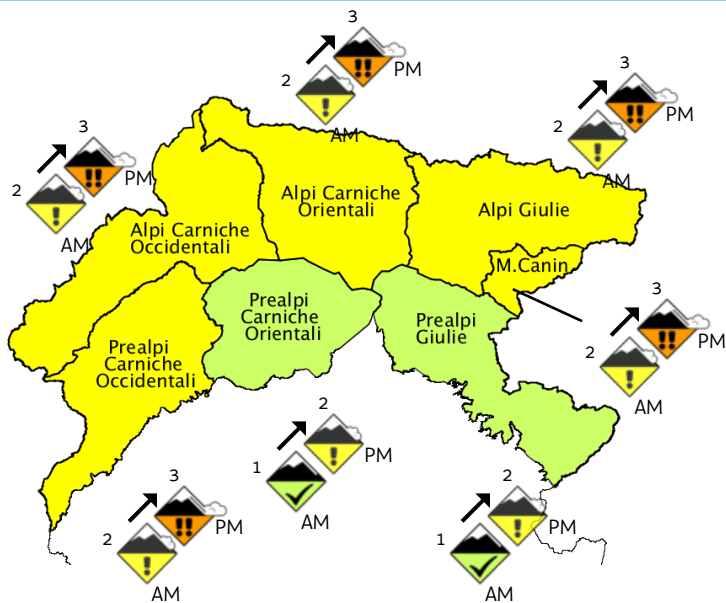 3
2
PM
AM
3
2
PM
AM
3
2
PM
AM
Alpi Carniche
Orientali
Alpi Giulie
Alpi Carniche
Occidentali
M.Canin
Prealpi
Carniche
Orientali
Prealpi
Giulie
Prealpi
Carniche
Occidentali
3
2
PM
AM
2
1
PM
AM
3
2
PM
AM
2
1
PM
AM